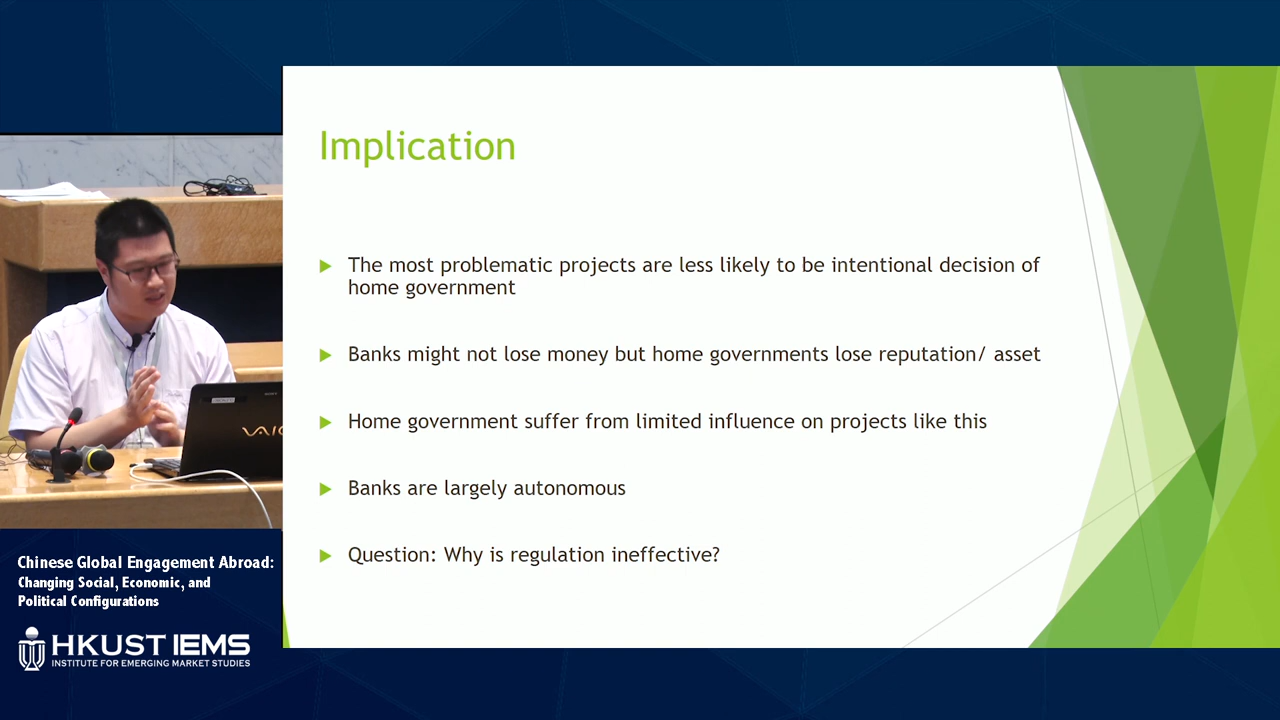 Implication
The most problematic projects are less likely to be intentional decision of
home government
Banks might not lose money but home governments lose reputation/ asset
Home government suffer from limited influence on projects like this
Banks are largely autonomous
Question: Why is regulation ineffective?
VAIO
Chinese Global Engagement Abroad:
Changing Social, Economic, and
Political Configurations
HKUST IEMS
INSTITUTE FOR EMERGING MARKET STUDIES